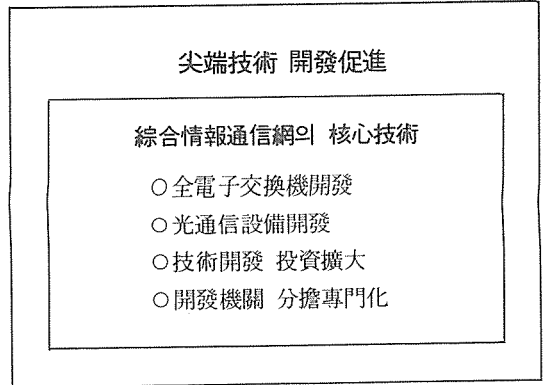 尖端技術 開發促進
綜合情報通信網의 核心技術
○全電子交換機開發
○光通信設備開發
○技術開發 投資擴大
○開發機關 分擔專門化